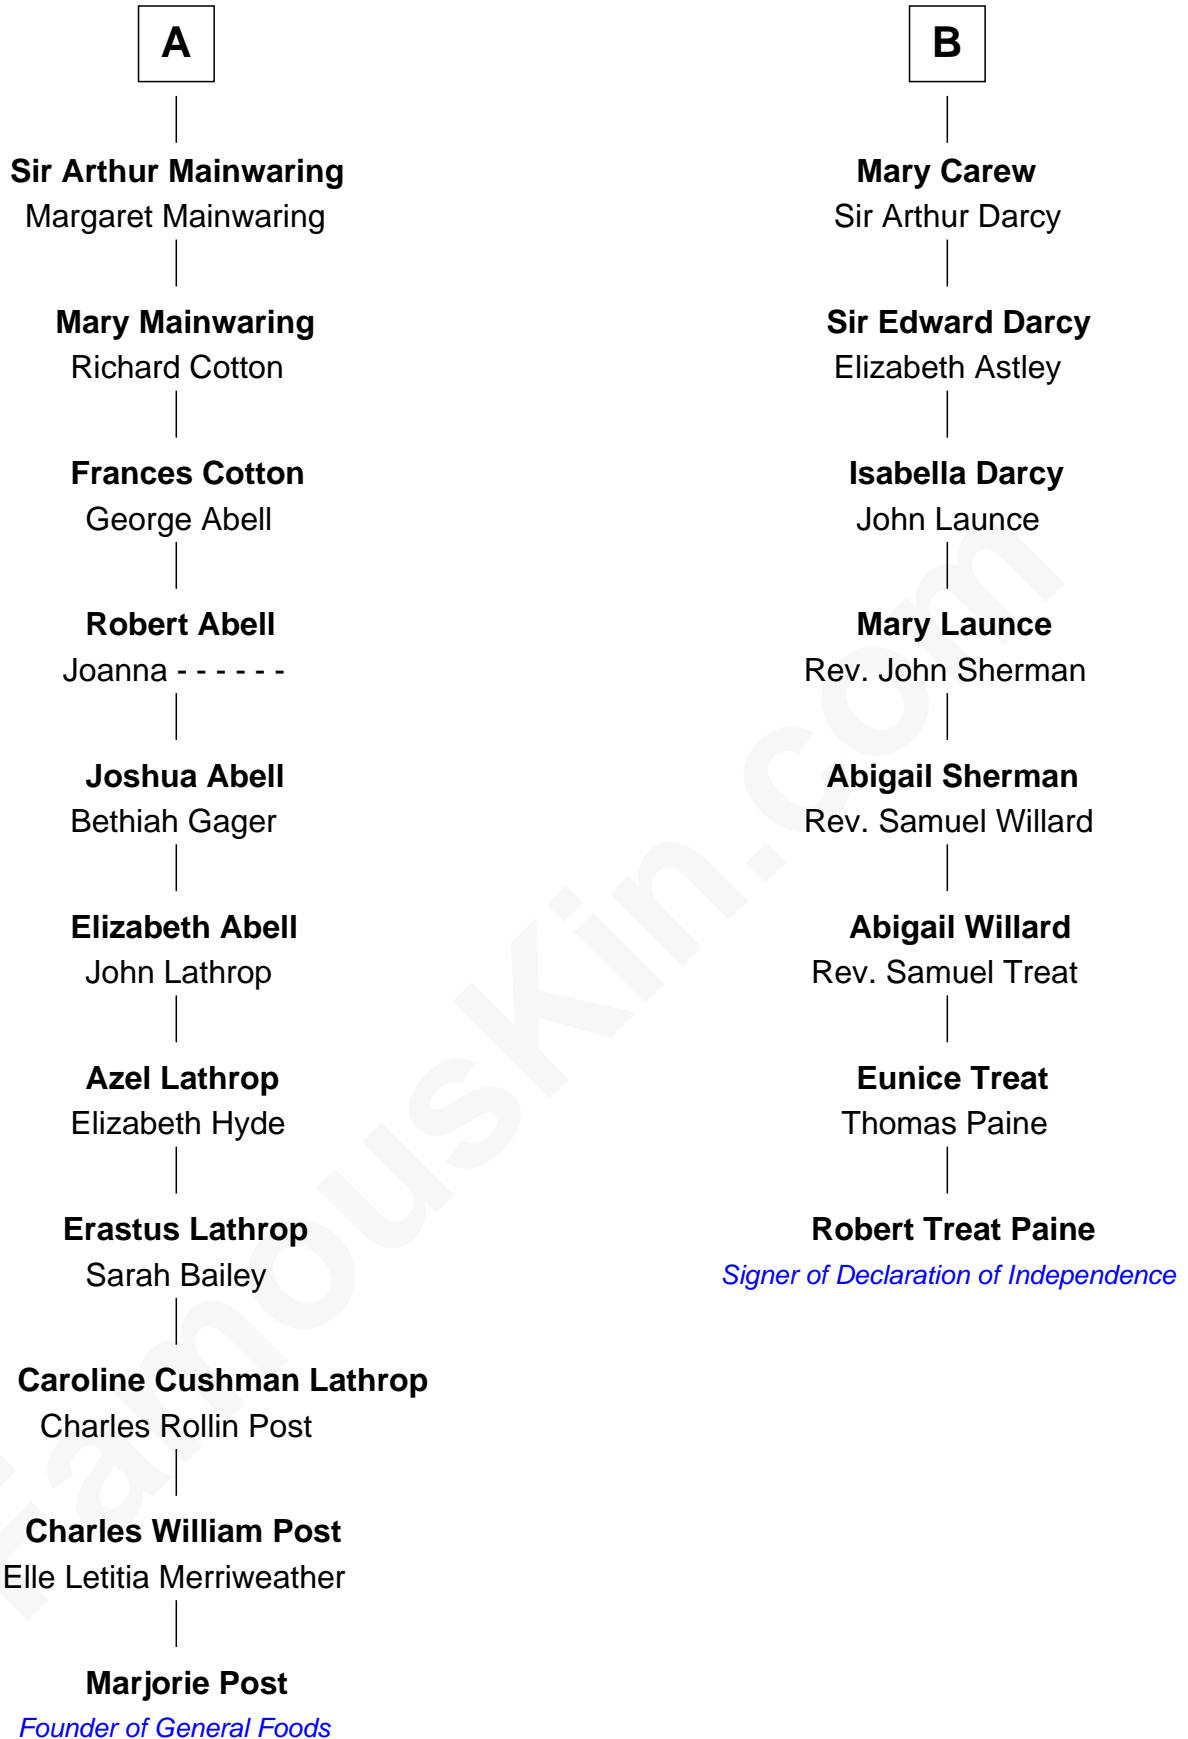 A
Sir Arthur Mainwaring
Margaret Mainwaring
Mary Mainwaring
Richard Cotton
Frances Cotton
George Abell
Robert Abell
Joanna - - - - - -
Joshua Abell
Bethiah Gager
Elizabeth Abell
John Lathrop
Azel Lathrop
Elizabeth Hyde
Erastus Lathrop
Sarah Bailey
Caroline Cushman Lathrop
Charles Rollin Post
Charles William Post
Elle Letitia Merriweather
Marjorie Post
Founder of General Foods
B
Mary Carew
Sir Arthur Darcy
Sir Edward Darcy
Elizabeth Astley
Isabella Darcy
John Launce
Mary Launce
Rev. John Sherman
Abigail Sherman
Rev. Samuel Willard
Abigail Willard
Rev. Samuel Treat
Eunice Treat
Thomas Paine
Robert Treat Paine
Signer of Declaration of Independence
FamousKin.com